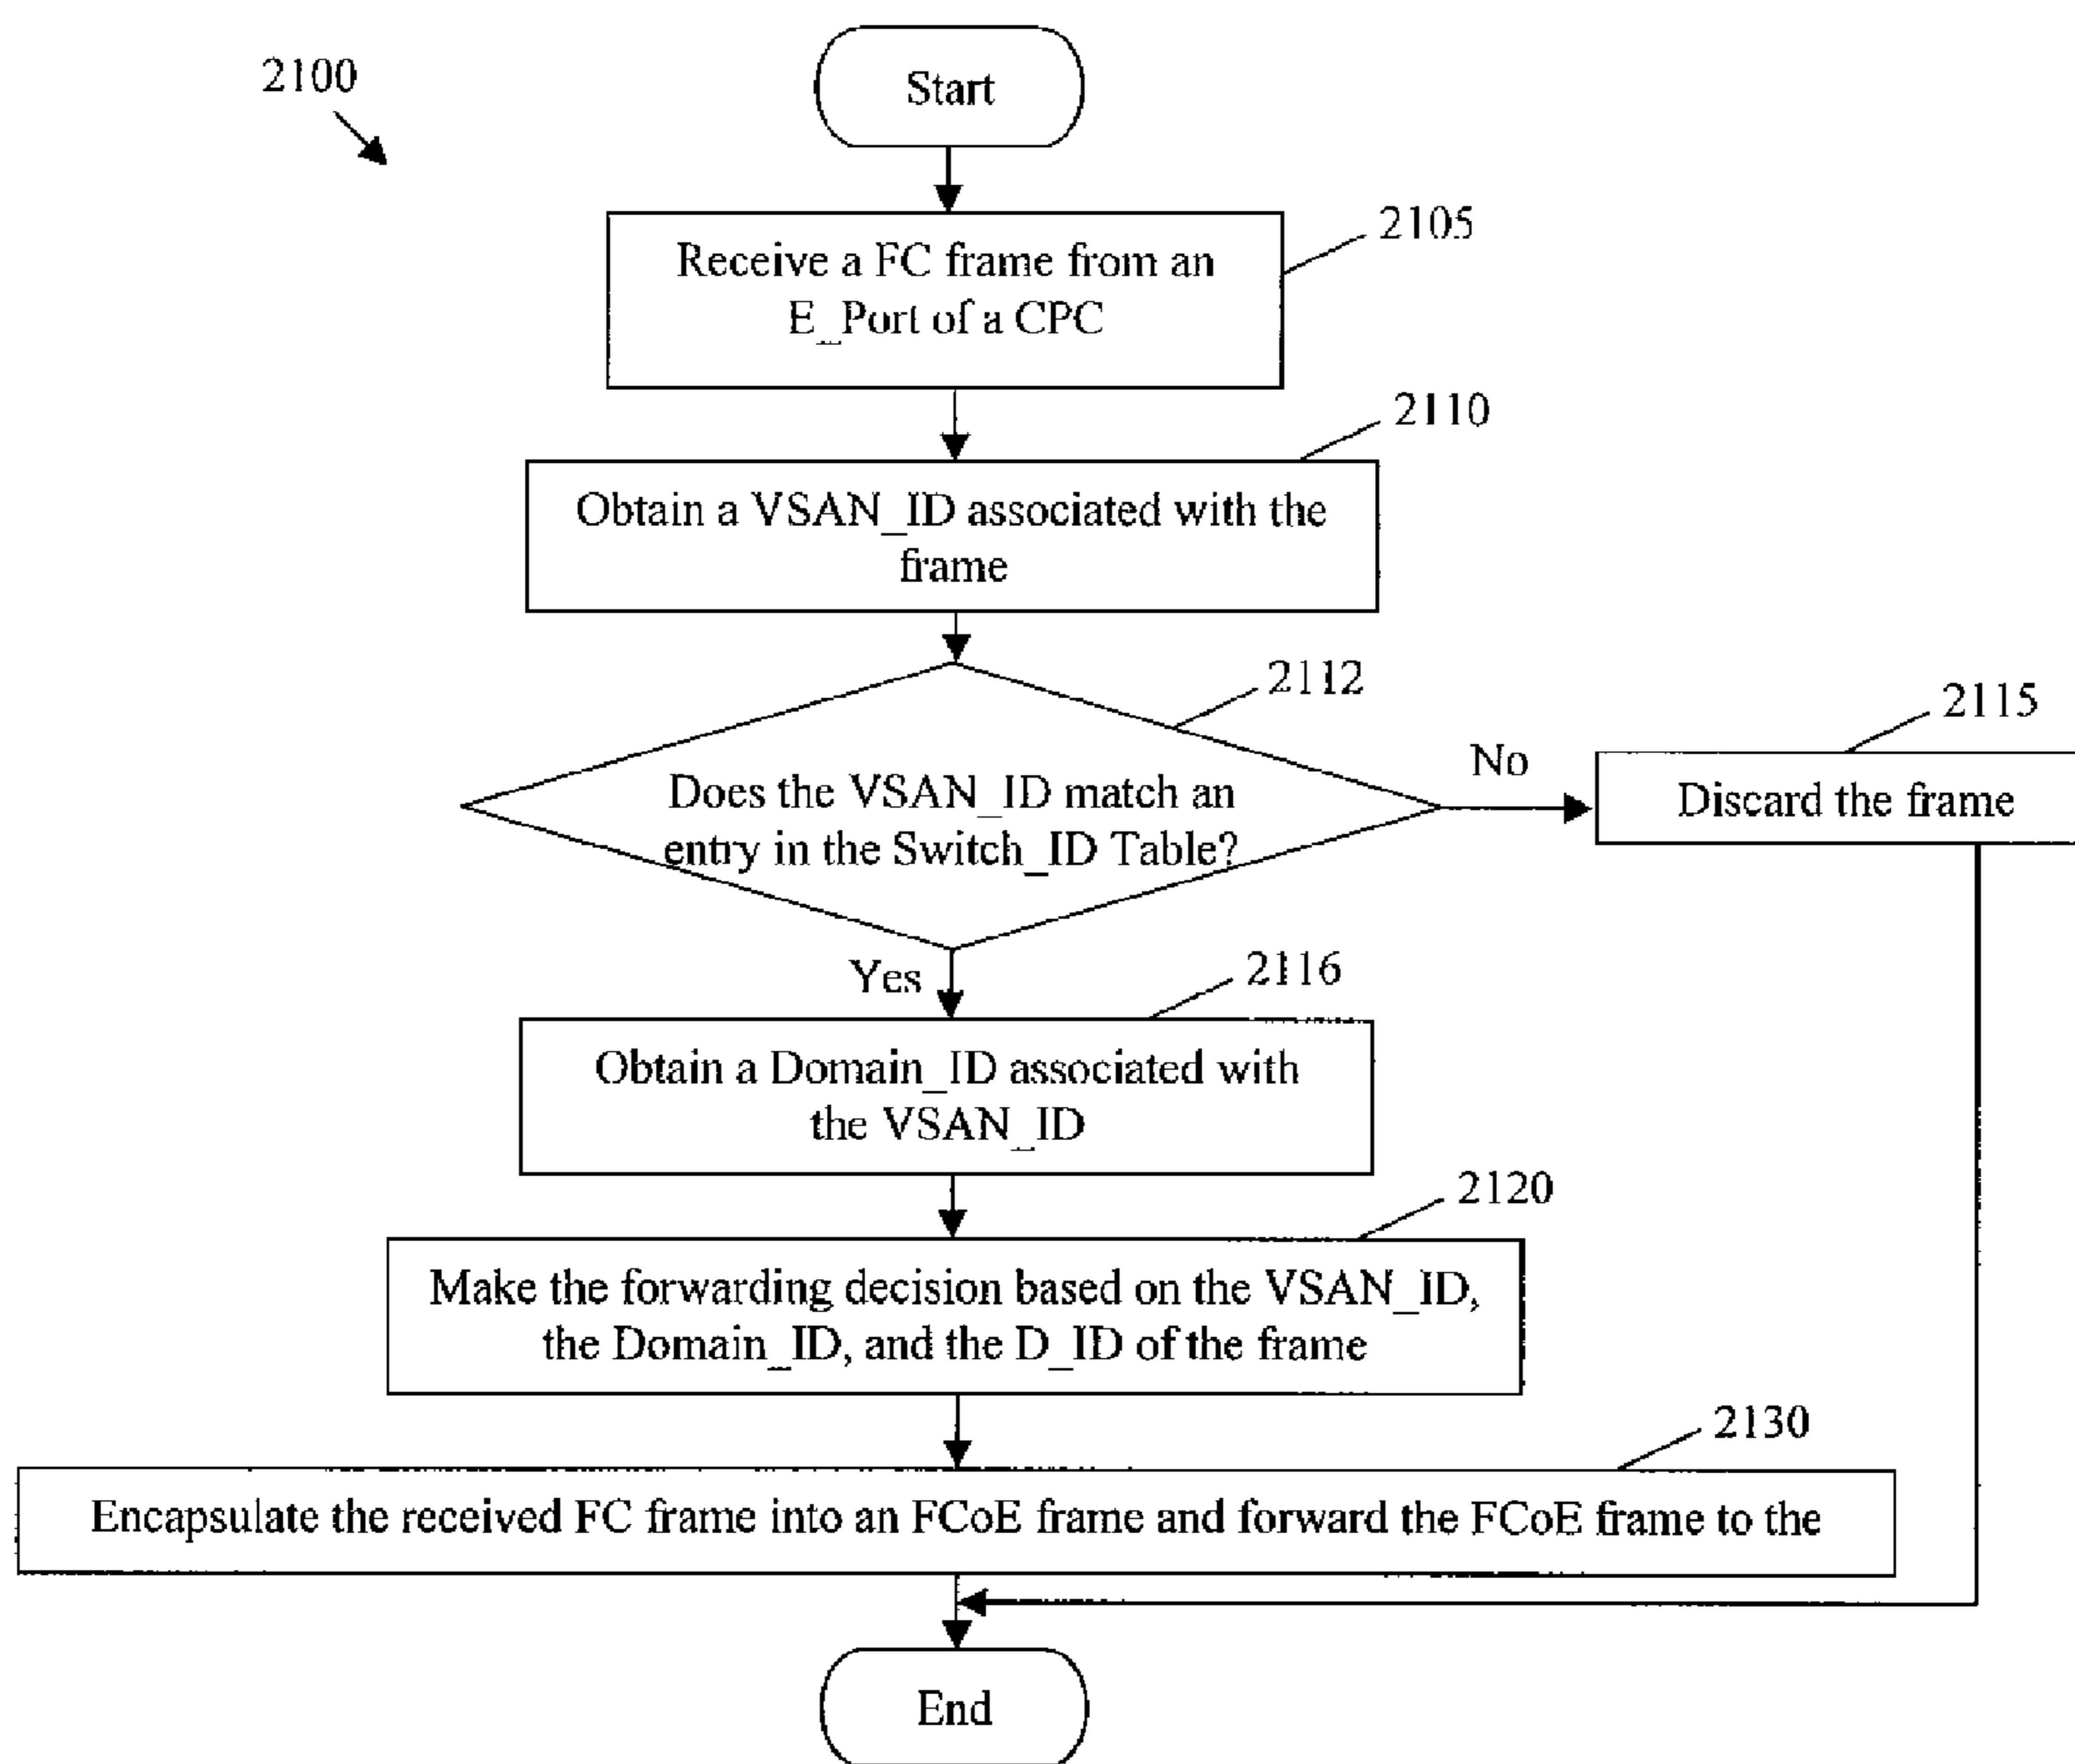 2100
Start
2105
Receive a FC frame from an
E_Port of a CPC
2110
Obtain a VSAN_ID associated with the
frame
2112
Does the VSAN_ID match an
entry in the Switch_ID Table?
No
2115
Discard the frame
Yes
2116
Obtain a Domain_ID associated with
the VSAN_ID
2120
Make the forwarding decision based on the VSAN_ID,
the Domain_ID, and the D_ID of the frame
2130
Encapsulate the received FC frame into an FCoE frame and forward the FCoE frame to the
End